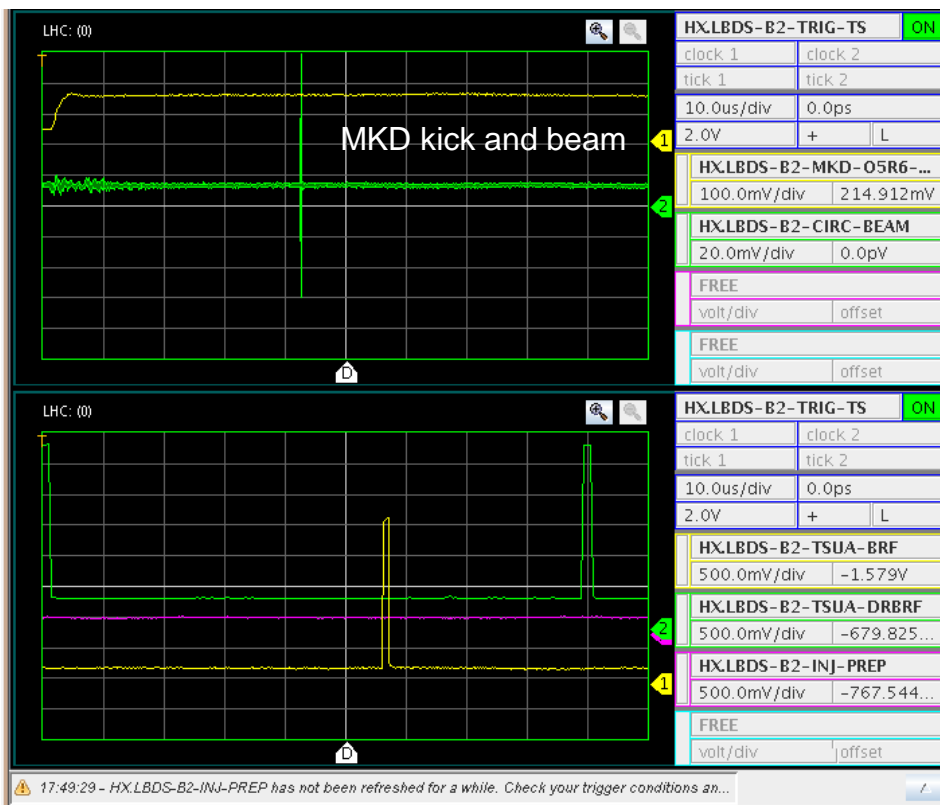 LHC: (0)
MKD kick and beam
1
2
D
HX.LBDS-B2-TRIG-TS ON
clock 1 clock 2
tick 1 tick 2
10.0us/div 0.0ps
2.0V + L
HX.LBDS-B2-MKD-O5R6-...
100.0mV/div 214.912mV
HX.LBDS-B2-CIRC-BEAM
20.0mV/div 0.0pV
FREE
volt/div offset
FREE
volt/div offset
LHC: (0)
2
1
D
HX.LBDS-B2-TRIG-TS ON
clock 1 clock 2
tick 1 tick 2
10.0us/div 0.0ps
2.0V + L
HX.LBDS-B2-TSUA-BRF
500.0mV/div -1.579V
HX.LBDS-B2-TSUA-DRBRF
500.0mV/div -679.825...
HX.LBDS-B2-INJ-PREP
500.0mV/div -767.544...
FREE
volt/div offset
17:49:29 - HX.LBDS-B2-INJ-PREP has not been refreshed for a while. Check your trigger conditions an...